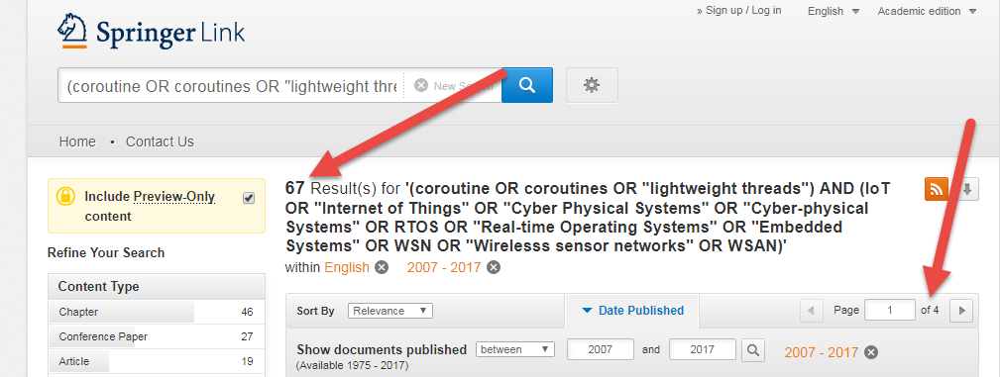 » Sign up / Log in English Academic edition
Springer Link
(coroutine OR coroutines OR "lightweight thre New Se
Home • Contact Us
Include Preview-Only
content
67 Result(s) for '(coroutine OR coroutines OR "lightweight threads") AND (IoT
OR "Internet of Things" OR "Cyber Physical Systems" OR "Cyber-physical
Systems" OR RTOS OR "Real-time Operating Systems" OR "Embedded
Systems" OR WSN OR "Wirelesss sensor networks" OR WSAN)'
within English 2007 - 2017
Refine Your Search
Content Type
Chapter 46
Conference Paper 27
Article 19
Sort By Relevance Date Published Page 1 of 4
Show documents published between 2007 and 2017 2007 - 2017
(Available 1975 - 2017)